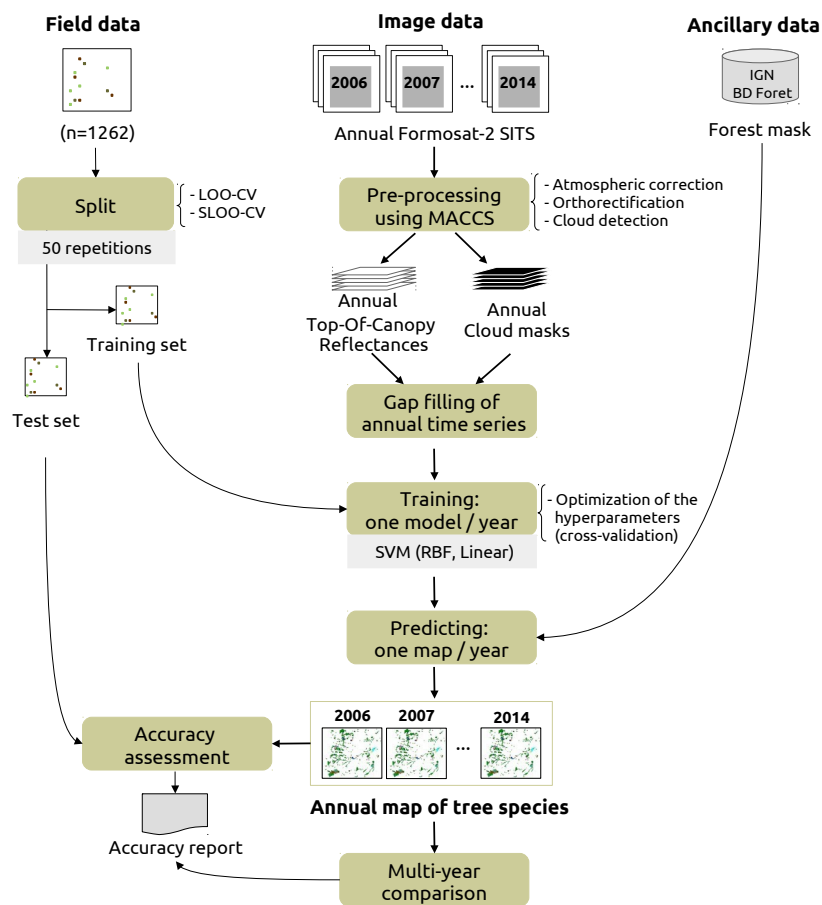 Field data
Image data
Ancillary data
2006
2007
...
2014
IGN
BD Foret
(n=1262)
Annual Formosat-2 SITS
Forest mask
Split
- LOO-CV
- SLOO-CV
50 repetitions
Pre-processing
using MACCS
- Atmospheric correction
- Orthorectification
- Cloud detection
Annual
Top-Of-Canopy
Reflectances
Annual
Cloud masks
Training set
Test set
Gap filling of
annual time series
Training:
one model / year
SVM (RBF, Linear)
- Optimization of the
hyperparameters
(cross-validation)
Predicting:
one map / year
2006
2007
...
2014
Accuracy
assessment
Annual map of tree species
Accuracy report
Multi-year
comparison